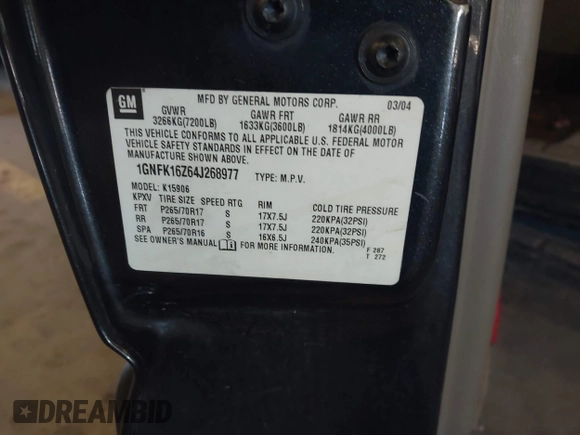 GM
MFD BY GENERAL MOTORS CORP. 03/04
GVWR GAWR FRT GAWR RR
3266KG(7200LB) 1633KG(3600LB) 1814KG(4000LB)
THIS VEHICLE CONFORMS TO ALL APPLICABLE U.S. FEDERAL MOTOR
VEHICLE SAFETY STANDARDS IN EFFECT ON THE DATE OF
MANUFACTURE SHOWN ABOVE.
1GNFK16Z64J268977 TYPE: M.P.V.
MODEL: K15906
KPXV TIRE SIZE SPEED RTG RIM COLD TIRE PRESSURE
FRT P265/70R17 S 17X7.5J 220KPA(32PSI)
RR P265/70R17 S 17X7.5J 220KPA(32PSI)
SPA P265/70R16 S 16X6.5J 240KPA(35PSI)
SEE OWNER'S MANUAL FOR MORE INFORMATION.
F 287
T 272
DREAMBID